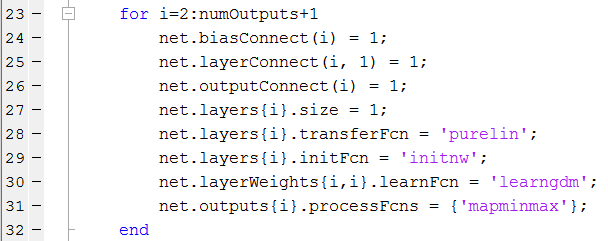 23 – for i=2:numOutputs+1
24 – net.biasConnect(i) = 1;
25 – net.layerConnect(i, 1) = 1;
26 – net.outputConnect(i) = 1;
27 – net.layers{i}.size = 1;
28 – net.layers{i}.transferFcn = 'purelin';
29 – net.layers{i}.initFcn = 'initnw';
30 – net.layerWeights{i,i}.learnFcn = 'learngdm';
31 – net.outputs{i}.processFcns = {'mapminmax'};
32 – end